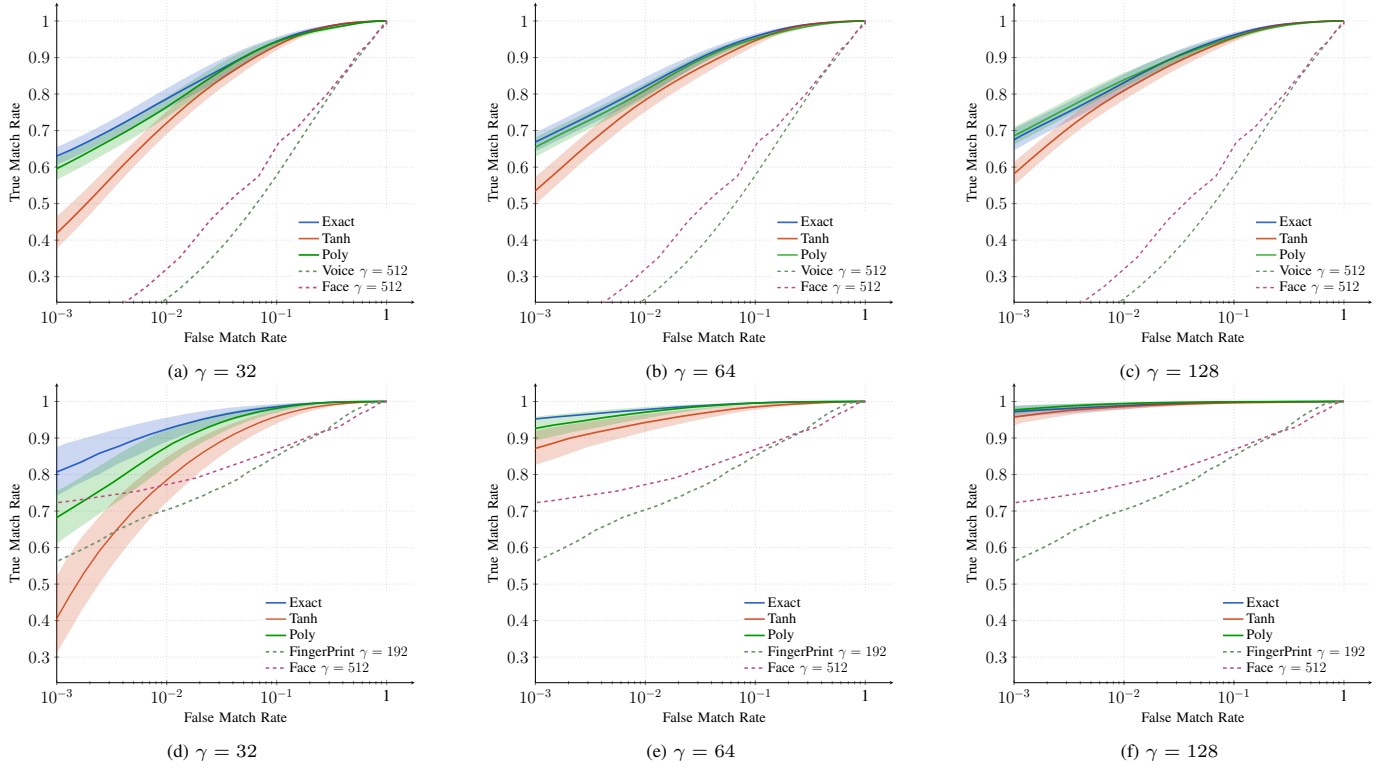 True Match Rate
1
0.9
0.8
0.7
0.6
0.5
0.4
0.3
Exact
Tanh
Poly
Voice γ = 512
Face γ = 512
10⁻³
10⁻²
10⁻¹
1
False Match Rate
(a) γ = 32
True Match Rate
1
0.9
0.8
0.7
0.6
0.5
0.4
0.3
Exact
Tanh
Poly
Voice γ = 512
Face γ = 512
10⁻³
10⁻²
10⁻¹
1
False Match Rate
(b) γ = 64
True Match Rate
1
0.9
0.8
0.7
0.6
0.5
0.4
0.3
Exact
Tanh
Poly
Voice γ = 512
Face γ = 512
10⁻³
10⁻²
10⁻¹
1
False Match Rate
(c) γ = 128
True Match Rate
1
0.9
0.8
0.7
0.6
0.5
0.4
0.3
Exact
Tanh
Poly
FingerPrint γ = 192
Face γ = 512
10⁻³
10⁻²
10⁻¹
1
False Match Rate
(d) γ = 32
True Match Rate
1
0.9
0.8
0.7
0.6
0.5
0.4
0.3
Exact
Tanh
Poly
FingerPrint γ = 192
Face γ = 512
10⁻³
10⁻²
10⁻¹
1
False Match Rate
(e) γ = 64
True Match Rate
1
0.9
0.8
0.7
0.6
0.5
0.4
0.3
Exact
Tanh
Poly
FingerPrint γ = 192
Face γ = 512
10⁻³
10⁻²
10⁻¹
1
False Match Rate
(f) γ = 128